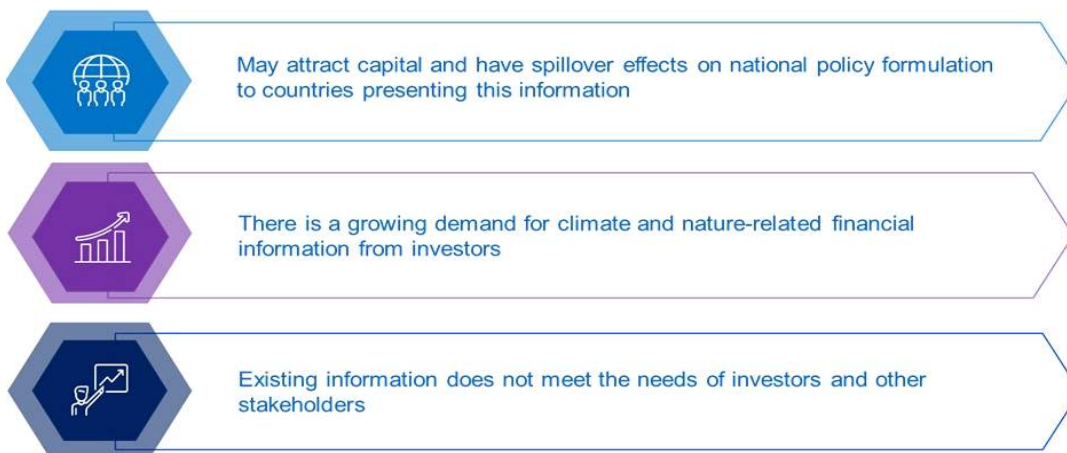 May attract capital and have spillover effects on national policy formulation
to countries presenting this information
There is a growing demand for climate and nature-related financial
information from investors
Existing information does not meet the needs of investors and other
stakeholders